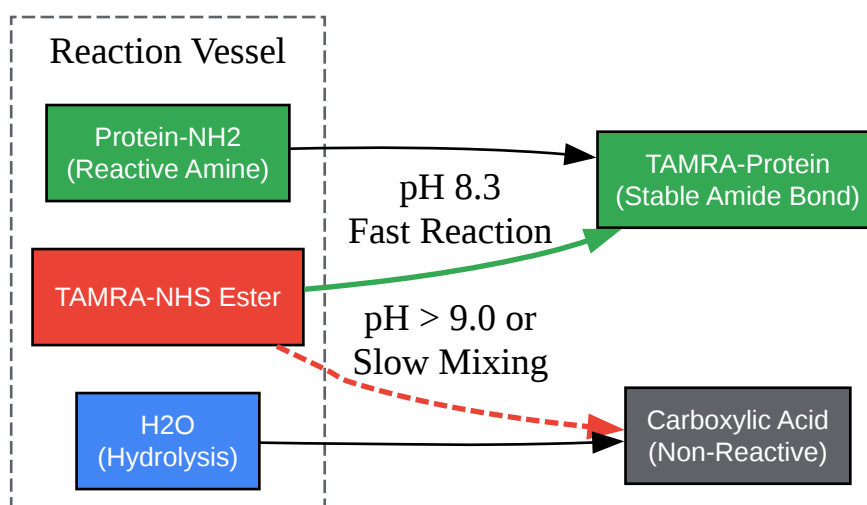 Reaction Vessel
Protein-NH2
(Reactive Amine)
TAMRA-Protein
(Stable Amide Bond)
pH 8.3
Fast Reaction
TAMRA-NHS Ester
pH > 9.0 or
Slow Mixing
H2O
(Hydrolysis)
Carboxylic Acid
(Non-Reactive)